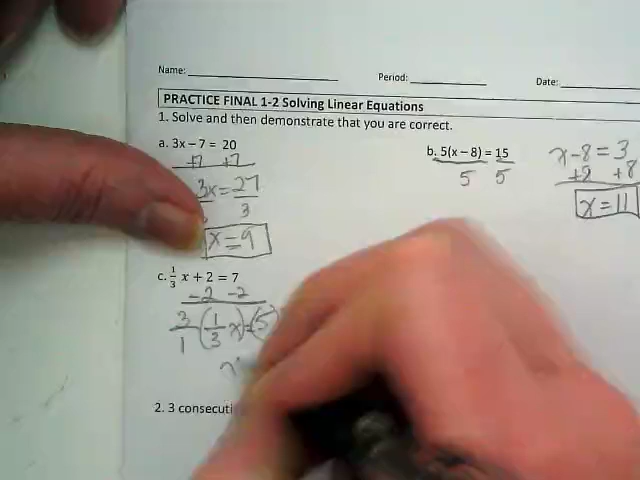 Name: Period: Date:
PRACTICE FINAL 1-2 Solving Linear Equations
1. Solve and then demonstrate that you are correct.
a. 3x – 7 = 20
+7 +7
3x = 27
3
x = 9
b. 5(x – 8) = 15
5 5
x - 8 = 3
+8 +8
x = 11
c. 1/3 x + 2 = 7
-2 -2
3/1 (1/3 x) = (5)
2. 3 consecuti